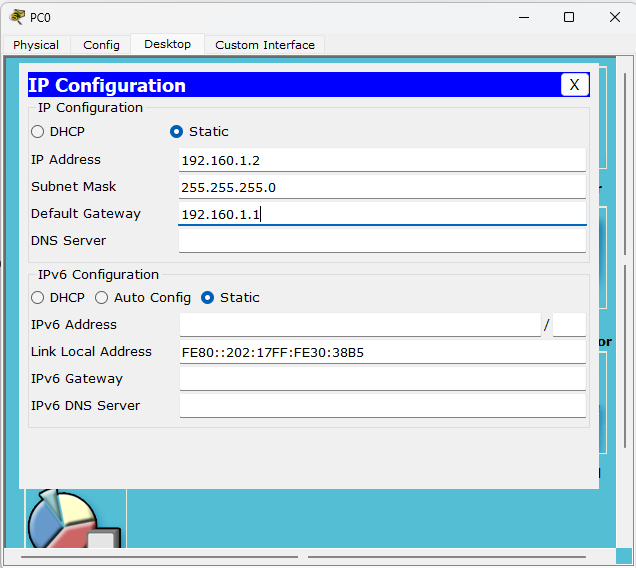 PC0
Physical Config Desktop Custom Interface
IP Configuration X
IP Configuration
DHCP Static
IP Address 192.160.1.2
Subnet Mask 255.255.255.0
Default Gateway 192.160.1.1
DNS Server
IPv6 Configuration
DHCP Auto Config Static
IPv6 Address /
Link Local Address FE80::202:17FF:FE30:38B5
IPv6 Gateway
IPv6 DNS Server